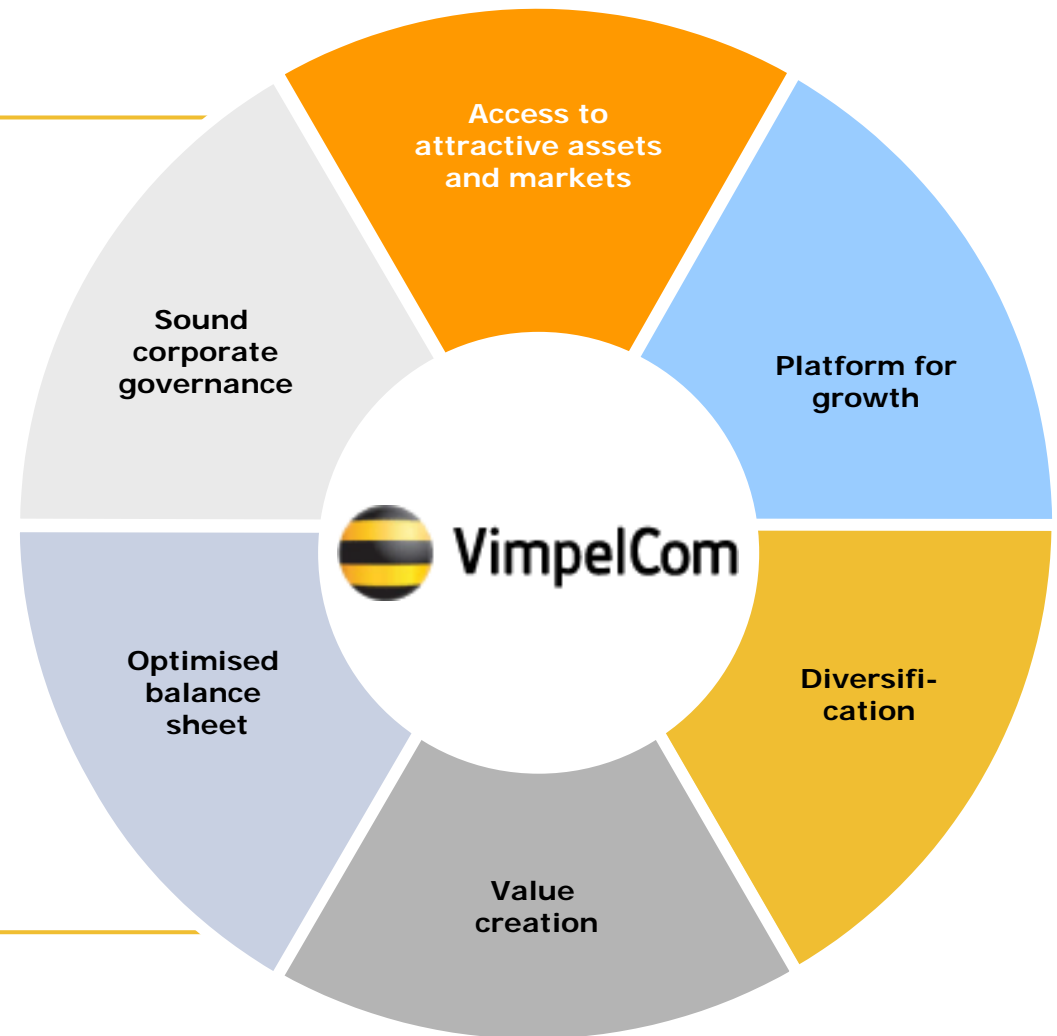 Access to
attractive assets
and markets
Platform for
growth
Diversifi-
cation
Value
creation
Optimised
balance
sheet
Sound
corporate
governance
VimpelCom